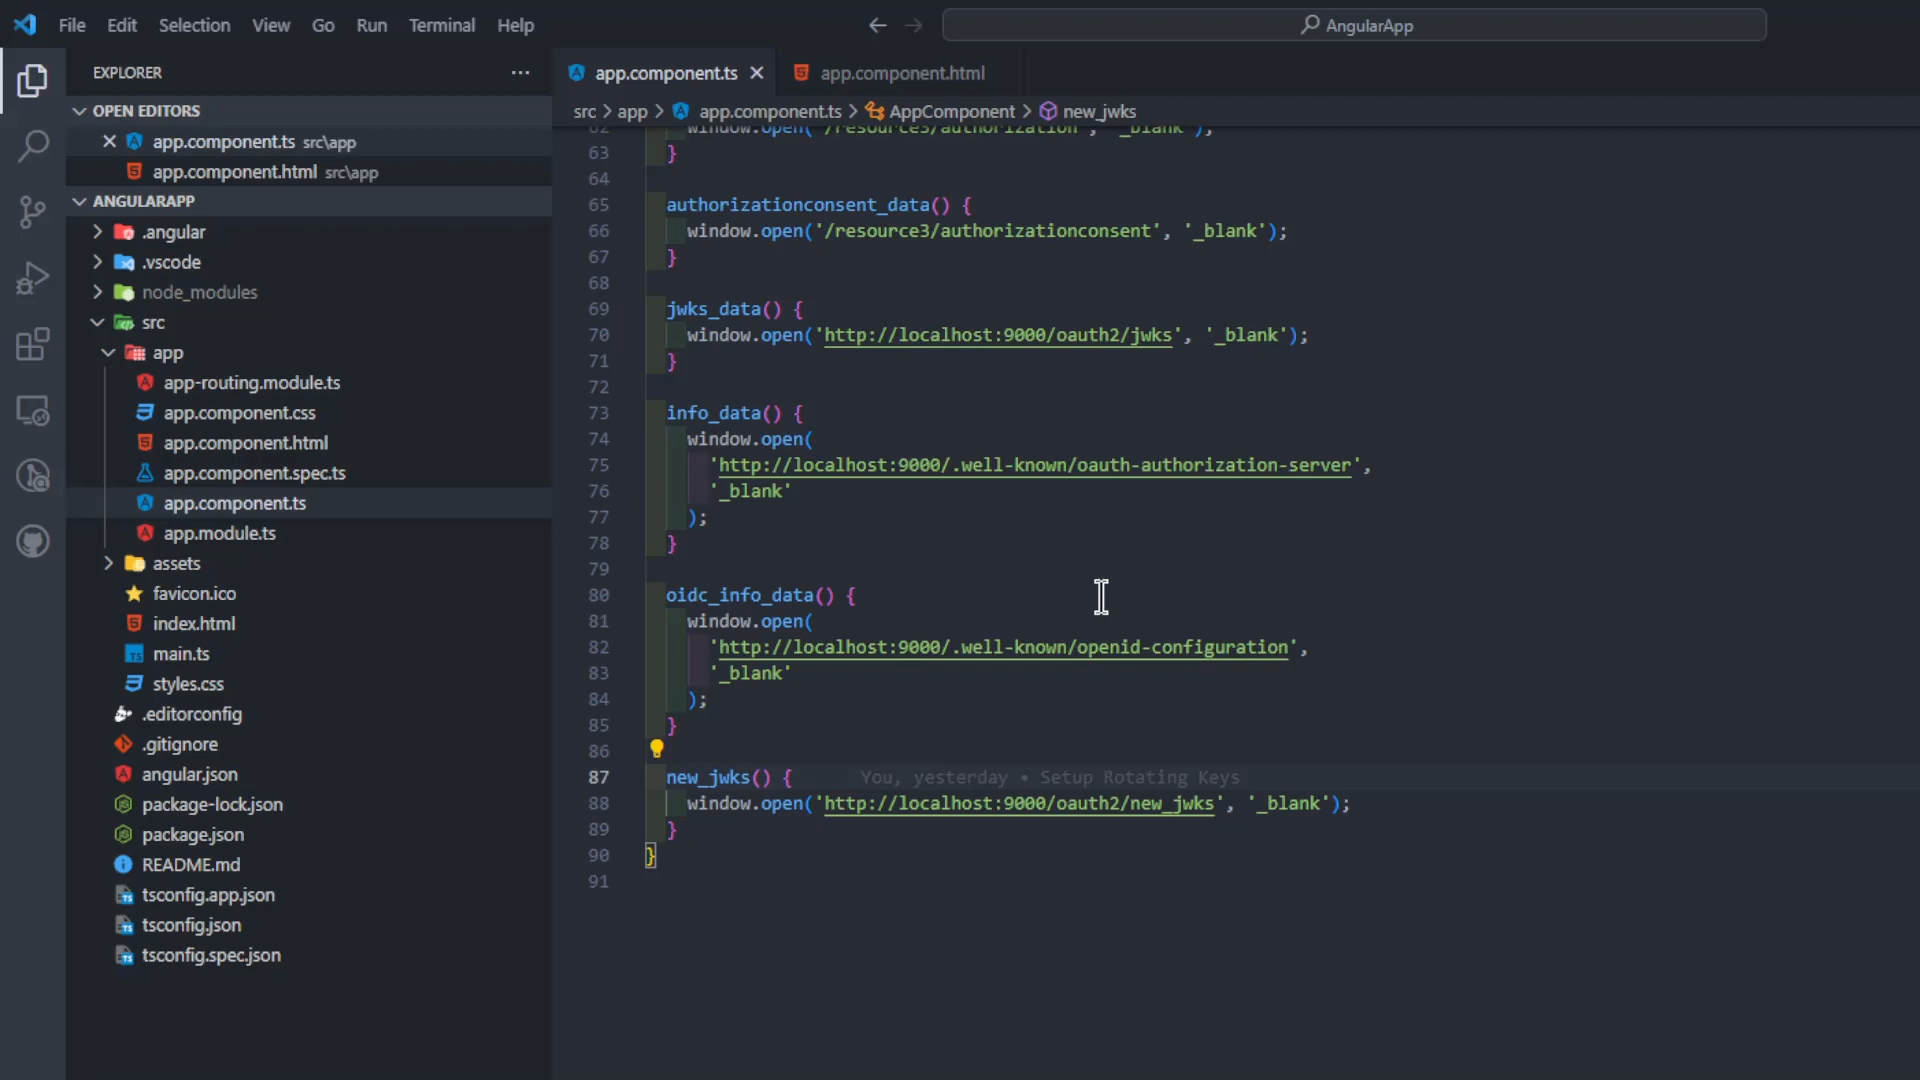 File Edit Selection View Go Run Terminal Help
AngularApp
EXPLORER
OPEN EDITORS
app.component.ts src\app
app.component.html src\app
ANGULARAPP
.angular
.vscode
node_modules
src
app
app-routing.module.ts
app.component.css
app.component.html
app.component.spec.ts
app.component.ts
app.module.ts
assets
favicon.ico
index.html
main.ts
styles.css
.editorconfig
.gitignore
angular.json
package-lock.json
package.json
README.md
tsconfig.app.json
tsconfig.json
tsconfig.spec.json
app.component.ts app.component.html
src > app > app.component.ts > AppComponent > new_jwks
62 window.open('/resource3/authorization', '_blank');
63 }
64
65 authorizationconsent_data() {
66 window.open('/resource3/authorizationconsent', '_blank');
67 }
68
69 jwks_data() {
70 window.open('http://localhost:9000/oauth2/jwks', '_blank');
71 }
72
73 info_data() {
74 window.open(
75 'http://localhost:9000/.well-known/oauth-authorization-server',
76 '_blank'
77 );
78 }
79
80 oidc_info_data() {
81 window.open(
82 'http://localhost:9000/.well-known/openid-configuration',
83 '_blank'
84 );
85 }
86
87 new_jwks() { You, yesterday • Setup Rotating Keys
88 window.open('http://localhost:9000/oauth2/new_jwks', '_blank');
89 }
90 }
91